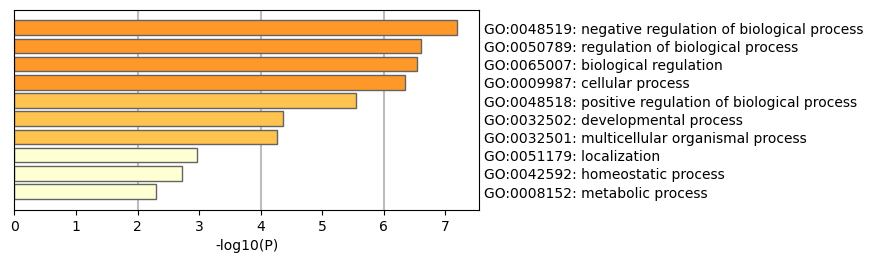 GO:0048519: negative regulation of biological process
GO:0050789: regulation of biological process
GO:0065007: biological regulation
GO:0009987: cellular process
GO:0048518: positive regulation of biological process
GO:0032502: developmental process
GO:0032501: multicellular organismal process
GO:0051179: localization
GO:0042592: homeostatic process
GO:0008152: metabolic process
0 1 2 3 4 5 6 7
-log10(P)